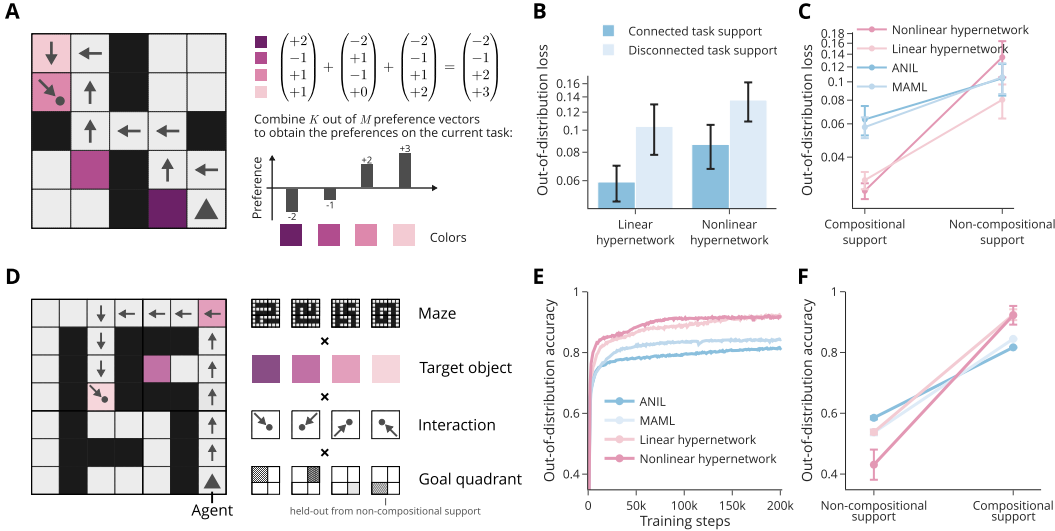 A
(+2 -1 +1 +1) + (-2 +1 -1 +0) + (-2 -1 +1 +2) = (-2 -1 +2 +3)
Combine K out of M preference vectors
to obtain the preferences on the current task:
Preference
-2
-1
+2
+3
Colors
B
Connected task support
Disconnected task support
Out-of-distribution loss
0.16
0.14
0.12
0.1
0.08
0.06
Linear
hypernetwork
Nonlinear
hypernetwork
C
Nonlinear hypernetwork
Linear hypernetwork
ANIL
MAML
Out-of-distribution loss
0.18
0.16
0.14
0.12
0.1
0.08
0.06
0.04
Compositional
support
Non-compositional
support
D
Agent
Maze
×
Target object
×
Interaction
×
Goal quadrant
held-out from non-compositional support
E
Out-of-distribution accuracy
1
0.8
0.6
0.4
ANIL
MAML
Linear hypernetwork
Nonlinear hypernetwork
0
50k
100k
150k
200k
Training steps
F
Out-of-distribution accuracy
1
0.8
0.6
0.4
Non-compositional
support
Compositional
support